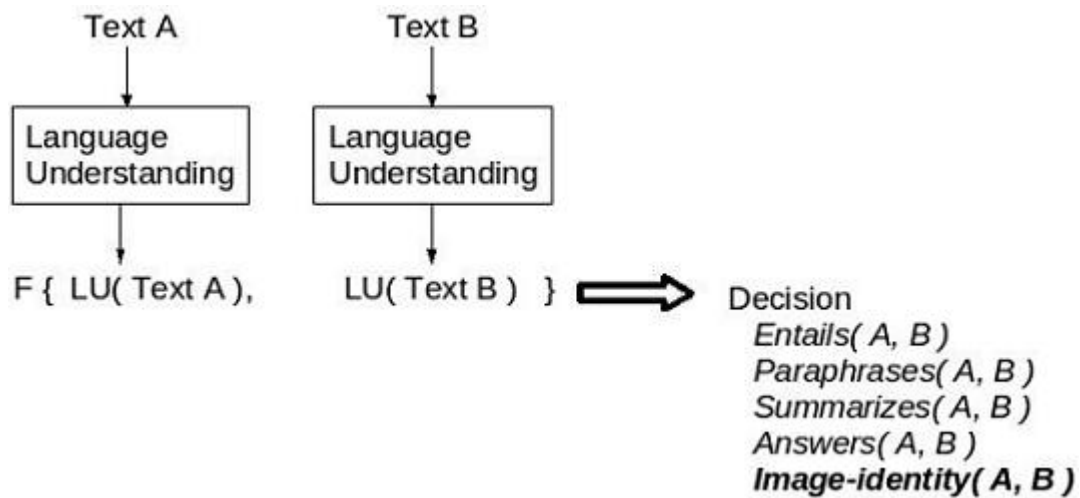 Text A
Text B
Language
Understanding
Language
Understanding
F { LU( Text A ), LU( Text B ) }
Decision
Entails( A, B )
Paraphrases( A, B )
Summarizes( A, B )
Answers( A, B )
Image-identity( A, B )